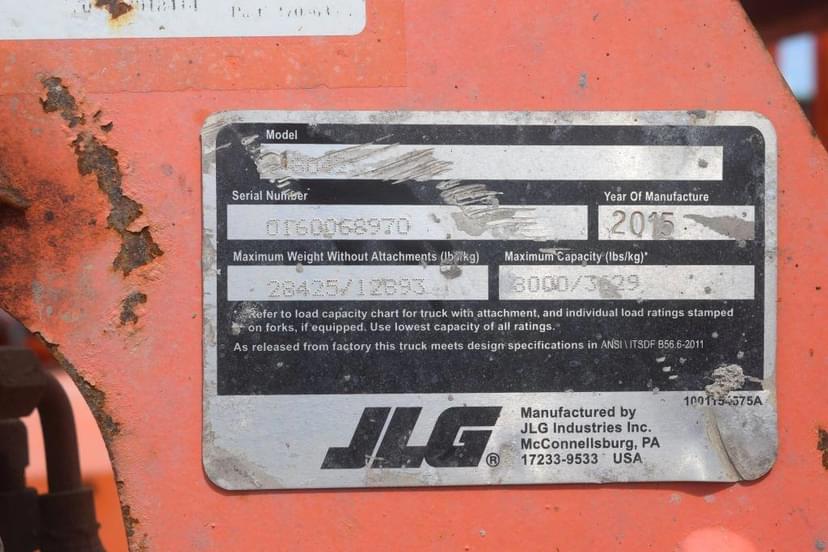 Model
Serial Number
Year Of Manufacture
0160068970
2015
Maximum Weight Without Attachments (lbs/kg)
Maximum Capacity (lbs/kg)*
28425/12893
8000/3629
Refer to load capacity chart for truck with attachment, and individual load ratings stamped
on forks, if equipped. Use lowest capacity of all ratings.
As released from factory this truck meets design specifications in ANSI \ ITSDF B56.6-2011
JLG ®
Manufactured by
JLG Industries Inc.
McConnellsburg, PA
17233-9533 USA